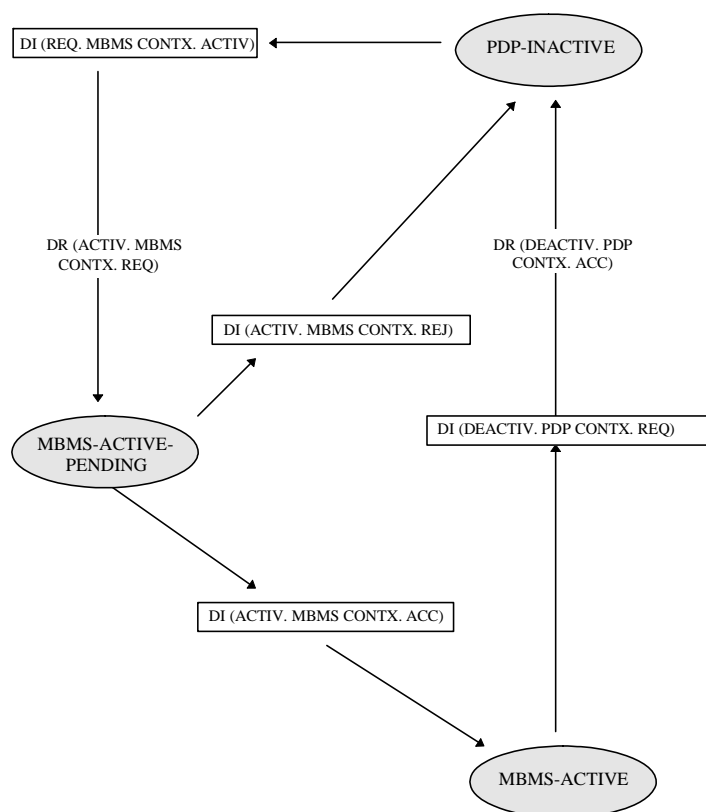 DI (REQ. MBMS CONTX. ACTIV)
PDP-INACTIVE
DR (ACTIV. MBMS
CONTX. REQ)
DR (DEACTIV. PDP
CONTX. ACC)
DI (ACTIV. MBMS CONTX. REJ)
MBMS-ACTIVE-
PENDING
DI (DEACTIV. PDP CONTX. REQ)
DI (ACTIV. MBMS CONTX. ACC)
MBMS-ACTIVE